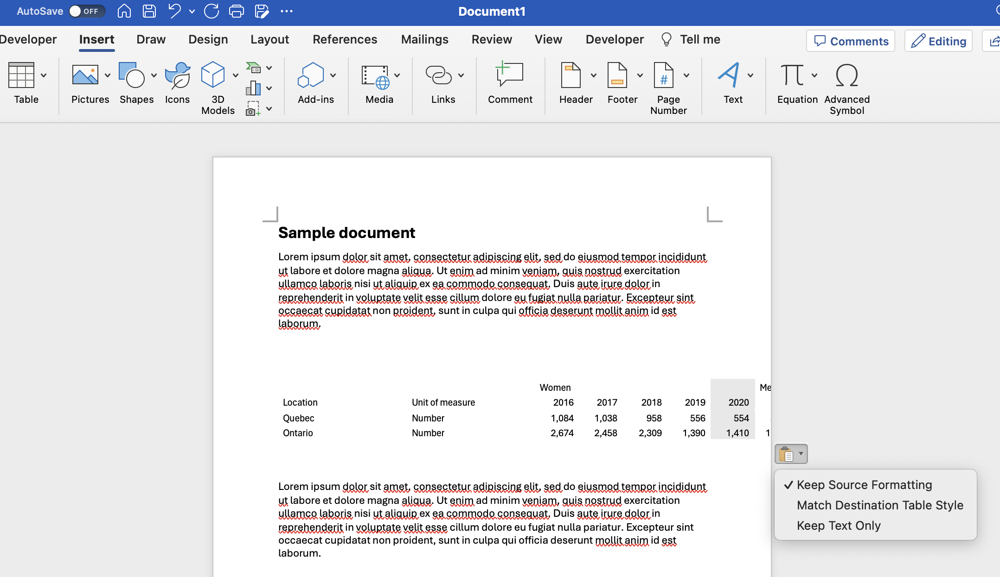 AutoSave OFF Document1
Developer Insert Draw Design Layout References Mailings Review View Developer Tell me Comments Editing
Table Pictures Shapes Icons 3D Models Add-ins Media Links Comment Header Footer Page Number Text Equation Advanced Symbol
Sample document
Lorem ipsum dolor sit amet, consectetur adipiscing elit, sed do eiusmod tempor incididunt
ut labore et dolore magna aliqua. Ut enim ad minim veniam, quis nostrud exercitation
ullamco laboris nisi ut aliquip ex ea commodo consequat. Duis aute irure dolor in
reprehenderit in voluptate velit esse cillum dolore eu fugiat nulla pariatur. Excepteur sint
occaecat cupidatat non proident, sunt in culpa qui officia deserunt mollit anim id est
laborum.
Women Me
Location Unit of measure 2016 2017 2018 2019 2020
Quebec Number 1,084 1,038 958 556 554
Ontario Number 2,674 2,458 2,309 1,390 1,410 1
Keep Source Formatting
Match Destination Table Style
Keep Text Only
Lorem ipsum dolor sit amet, consectetur adipiscing elit, sed do eiusmod tempor incididunt
ut labore et dolore magna aliqua. Ut enim ad minim veniam, quis nostrud exercitation
ullamco laboris nisi ut aliquip ex ea commodo consequat. Duis aute irure dolor in
reprehenderit in voluptate velit esse cillum dolore eu fugiat nulla pariatur. Excepteur sint
occaecat cupidatat non proident, sunt in culpa qui officia deserunt mollit anim id est
laborum.